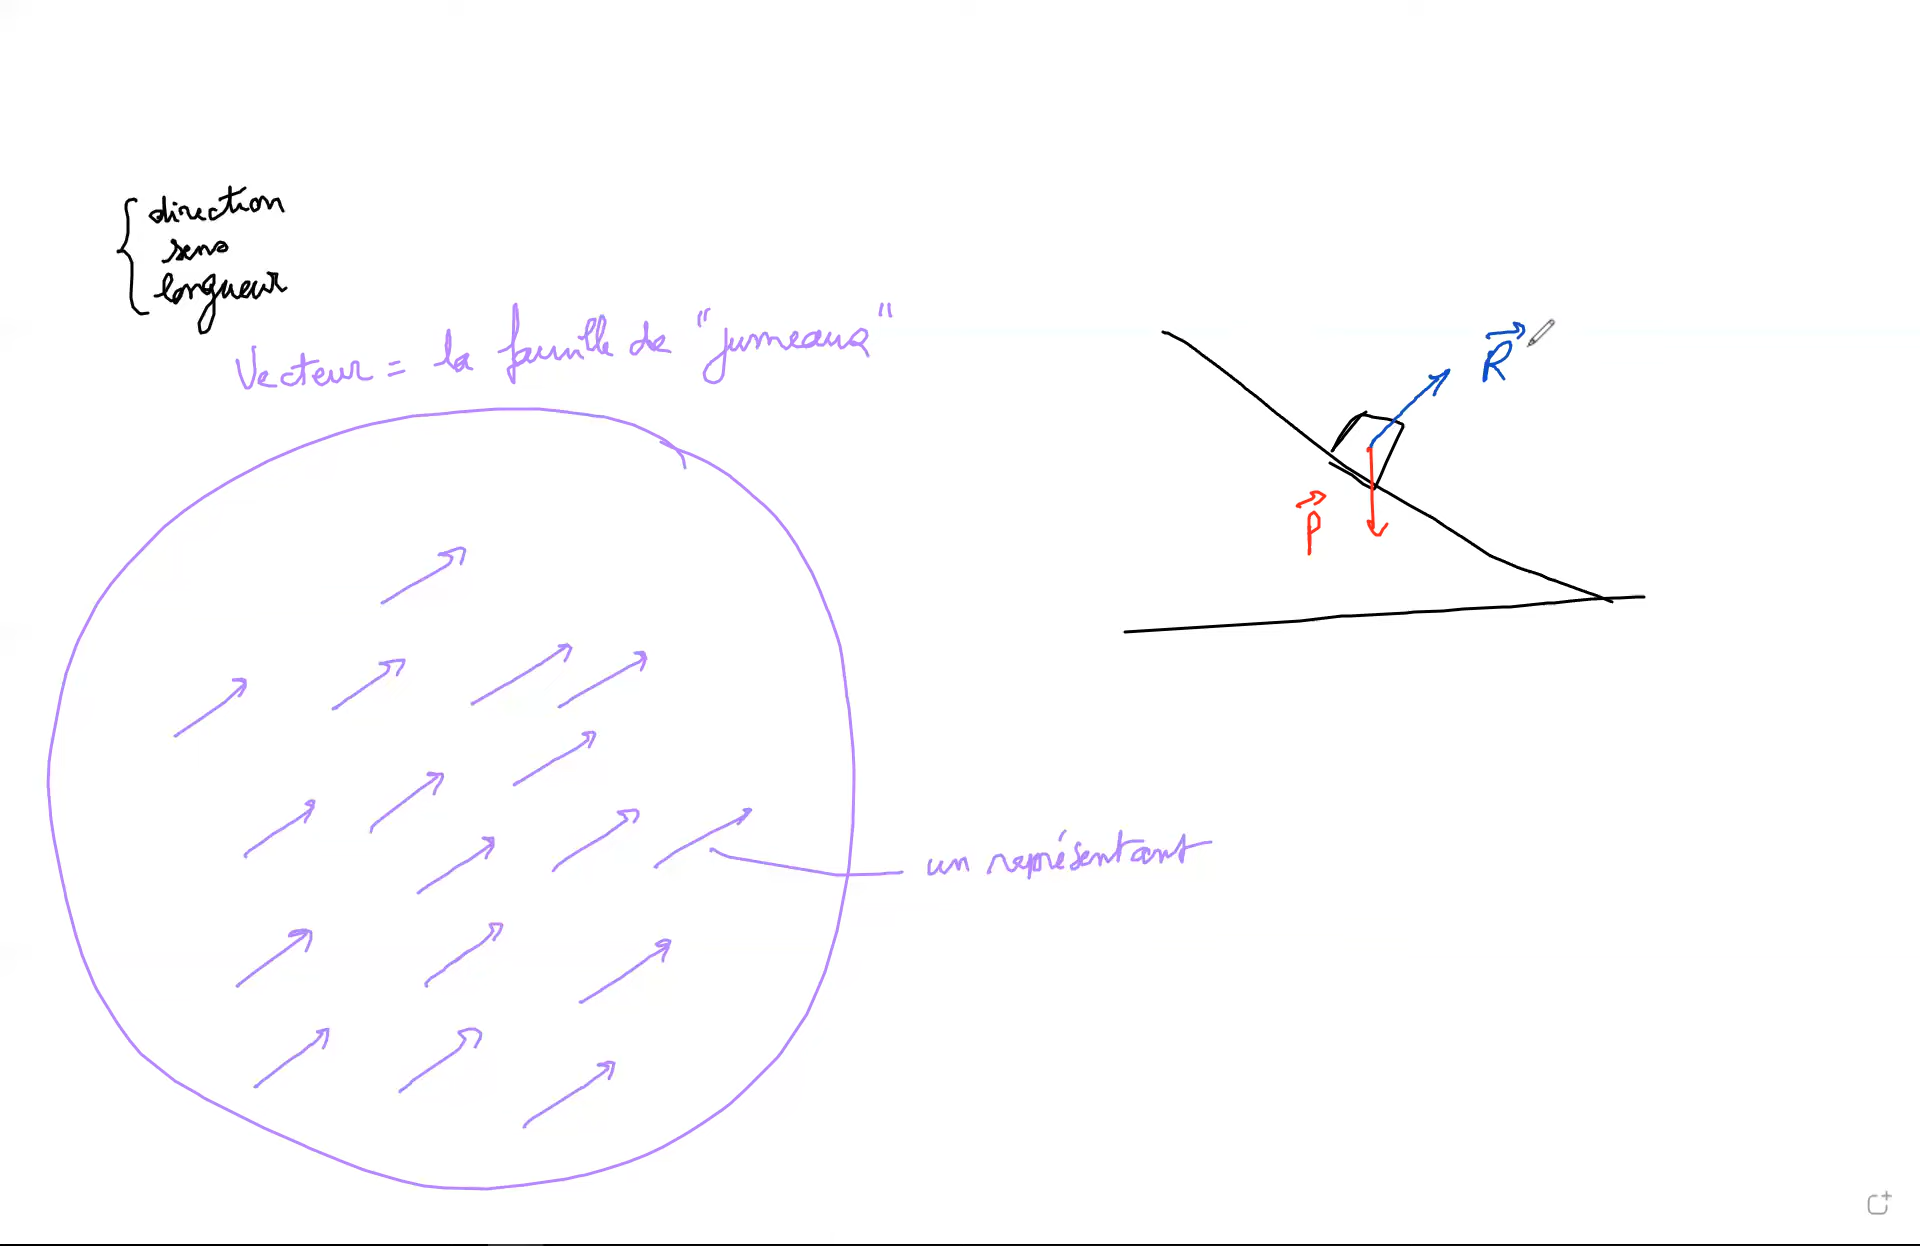 direction
sens
longueur
Vecteur = la famille de "jumeaux"
R
P
un représentant